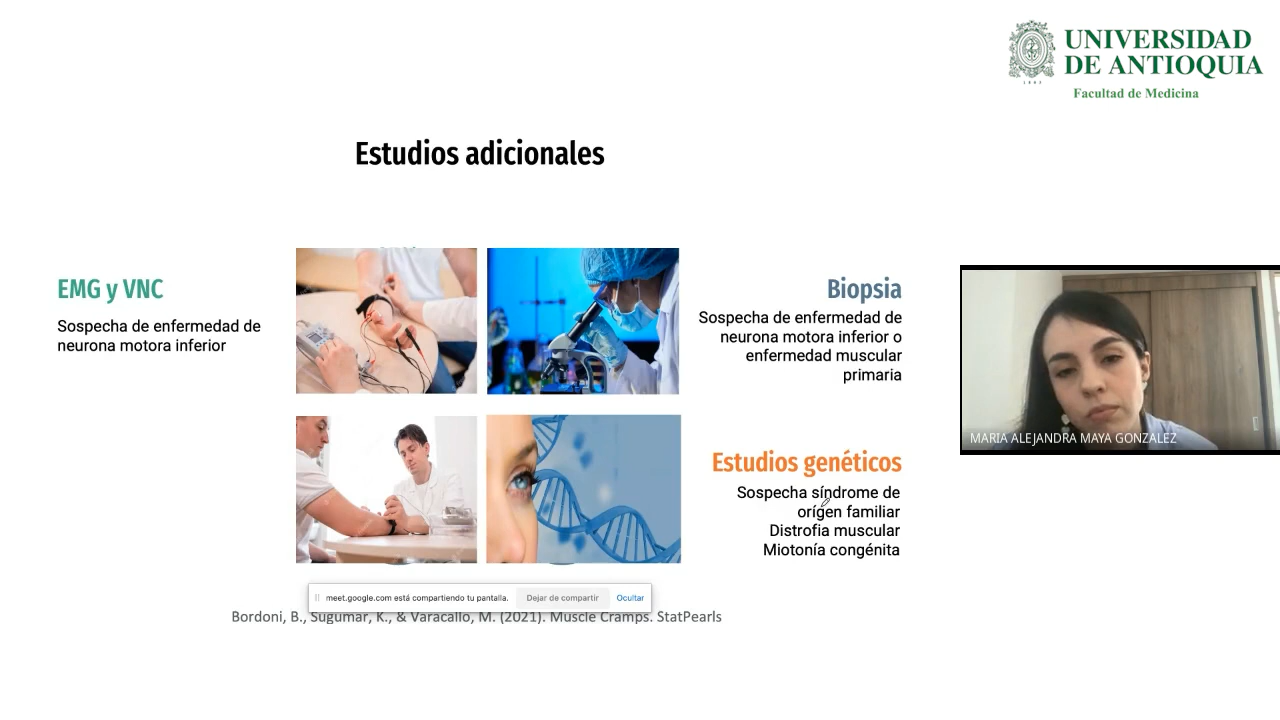 UNIVERSIDAD
DE ANTIOQUIA
1803
Facultad de Medicina
Estudios adicionales
EMG y VNC
Sospecha de enfermedad de
neurona motora inferior
Biopsia
Sospecha de enfermedad de
neurona motora inferior o
enfermedad muscular
primaria
MARIA ALEJANDRA MAYA GONZALEZ
Estudios genéticos
Sospecha síndrome de
orígen familiar
Distrofia muscular
Miotonía congénita
meet.google.com está compartiendo tu pantalla.
Dejar de compartir
Ocultar
Bordoni, B., Sugumar, K., & Varacallo, M. (2021). Muscle Cramps. StatPearls